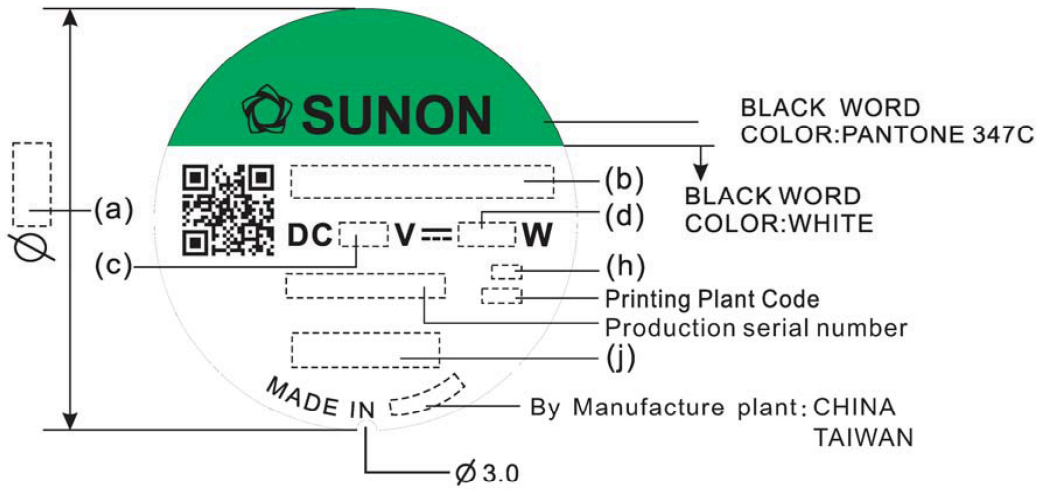 SUNON
BLACK WORD
COLOR:PANTONE 347C
(b)
BLACK WORD
COLOR:WHITE
(a)
Ø
(d)
DC V W
(c)
(h)
Printing Plant Code
Production serial number
(j)
MADE IN
By Manufacture plant: CHINA
TAIWAN
Ø 3.0